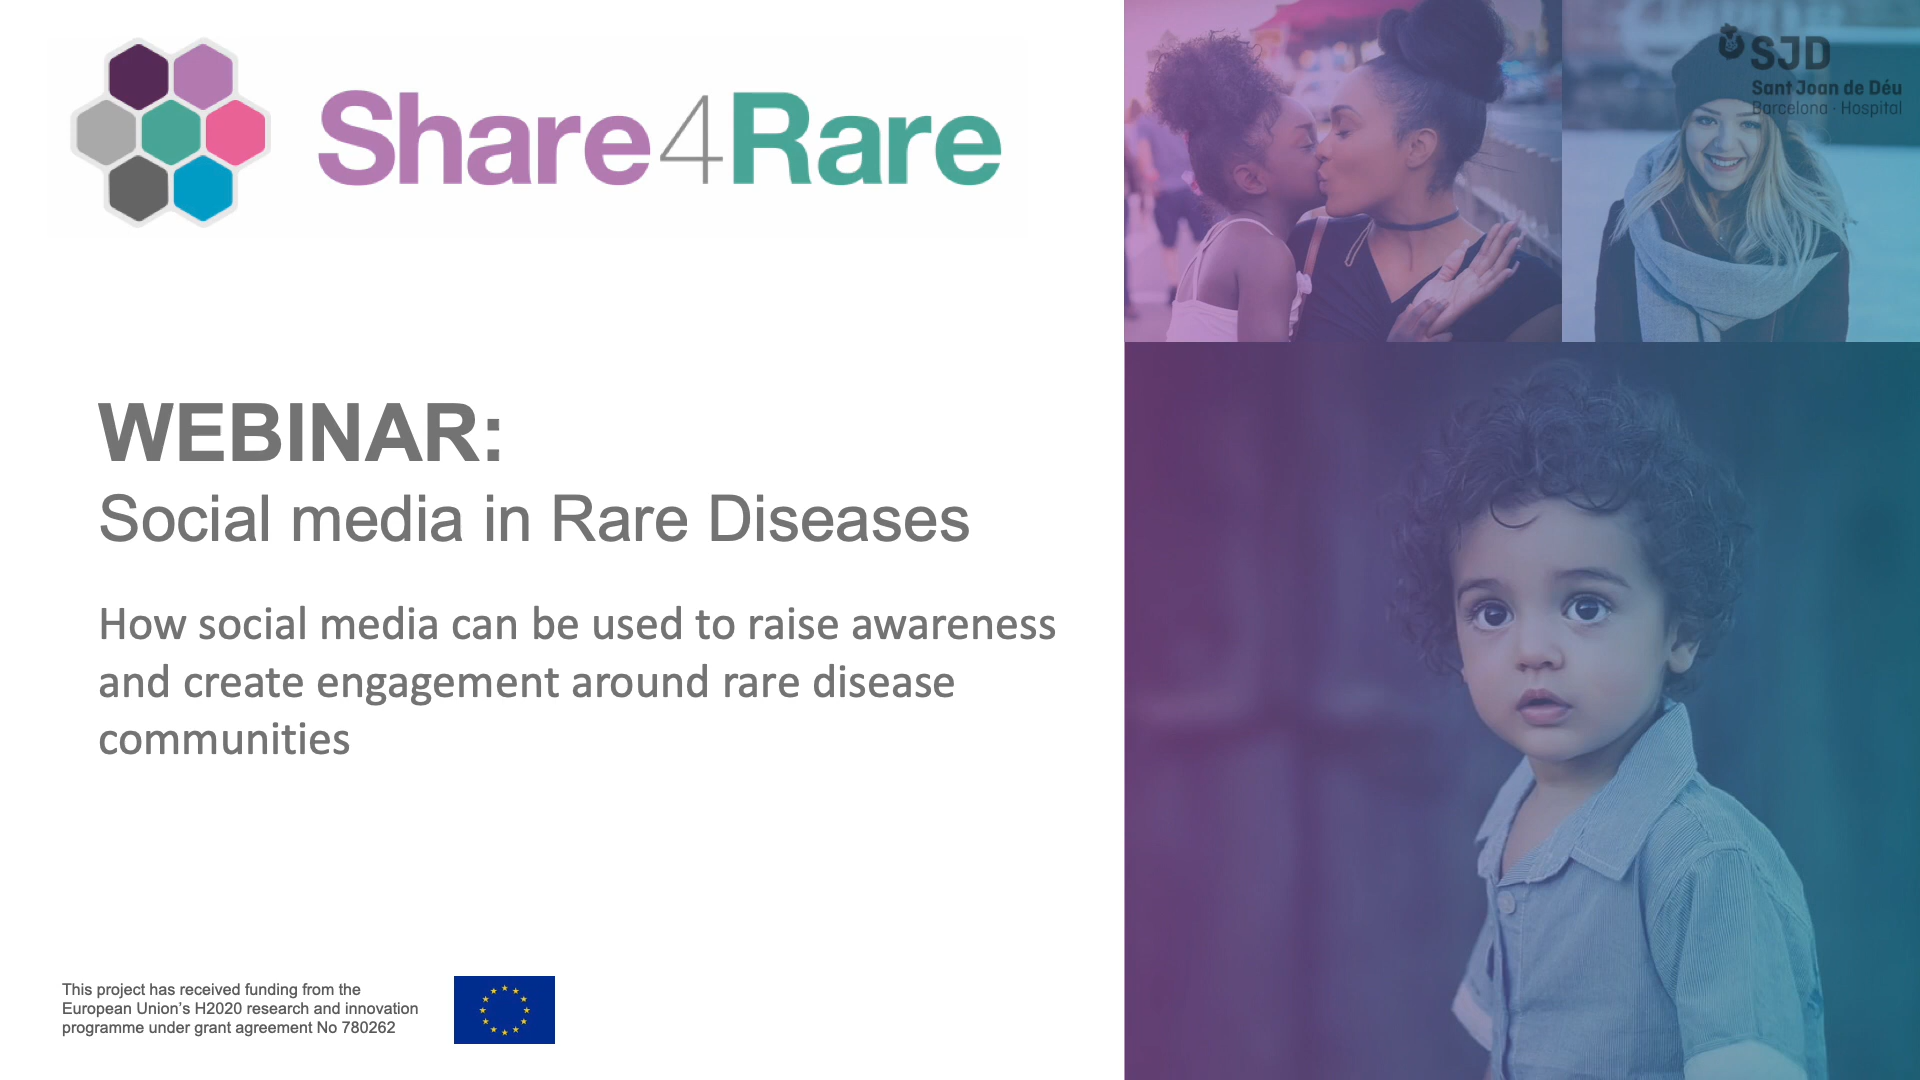 Share4Rare
SJD
Sant Joan de Déu
Barcelona · Hospital
WEBINAR:
Social media in Rare Diseases
How social media can be used to raise awareness
and create engagement around rare disease
communities
This project has received funding from the
European Union’s H2020 research and innovation
programme under grant agreement No 780262